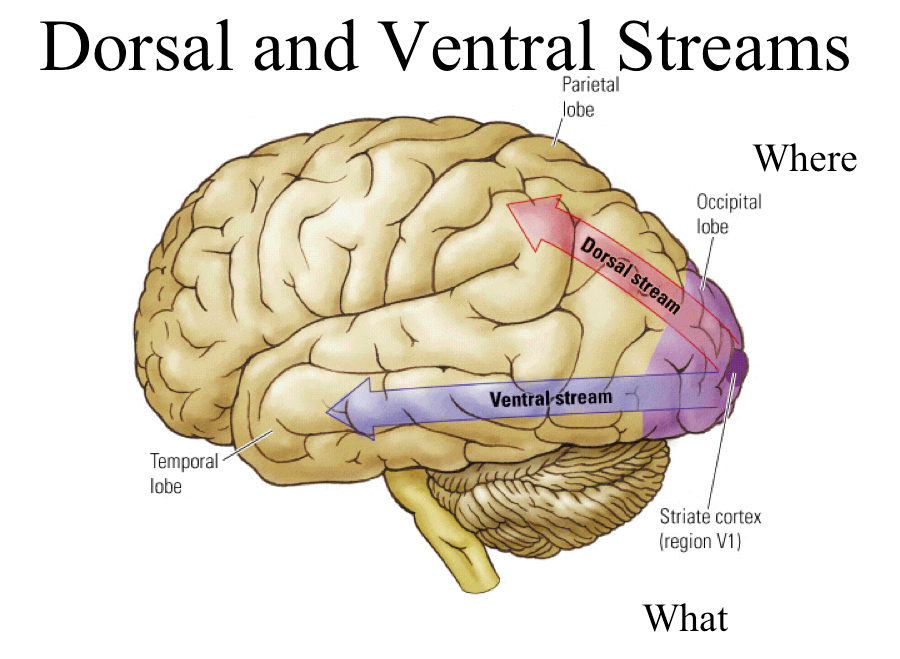 Dorsal and Ventral Streams
Parietal
lobe
Where
Occipital
lobe
Dorsal stream
Ventral stream
Temporal
lobe
Striate cortex
(region V1)
What